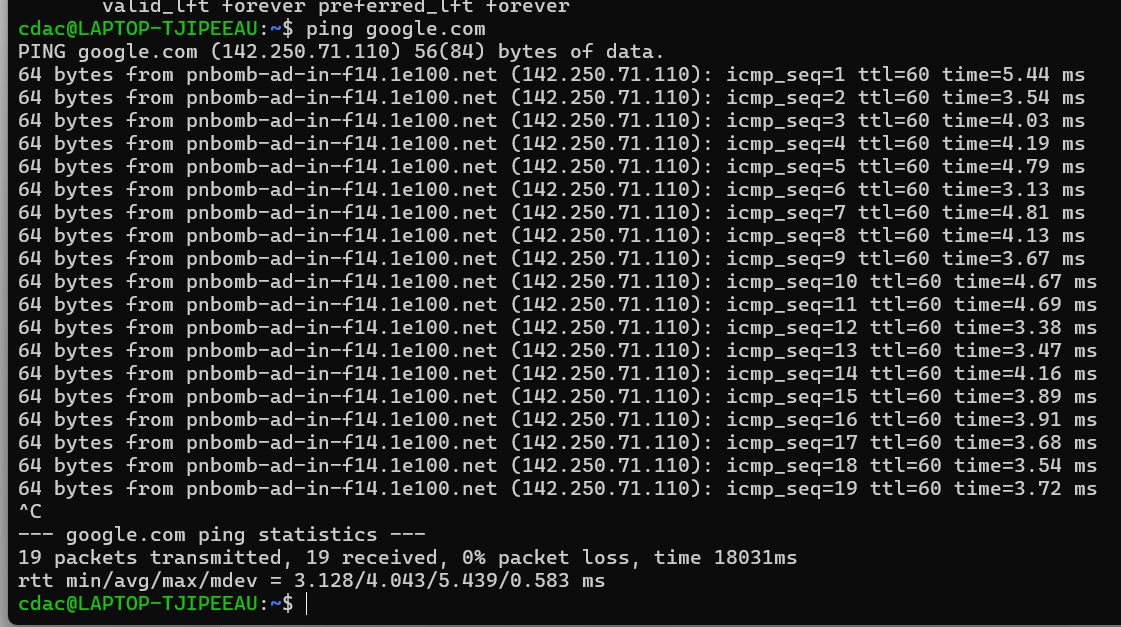 valid_lft forever preferred_lft forever
cdac@LAPTOP-TJIPEEAU:~$ ping google.com
PING google.com (142.250.71.110) 56(84) bytes of data.
64 bytes from pnbomb-ad-in-f14.1e100.net (142.250.71.110): icmp_seq=1 ttl=60 time=5.44 ms
64 bytes from pnbomb-ad-in-f14.1e100.net (142.250.71.110): icmp_seq=2 ttl=60 time=3.54 ms
64 bytes from pnbomb-ad-in-f14.1e100.net (142.250.71.110): icmp_seq=3 ttl=60 time=4.03 ms
64 bytes from pnbomb-ad-in-f14.1e100.net (142.250.71.110): icmp_seq=4 ttl=60 time=4.19 ms
64 bytes from pnbomb-ad-in-f14.1e100.net (142.250.71.110): icmp_seq=5 ttl=60 time=4.79 ms
64 bytes from pnbomb-ad-in-f14.1e100.net (142.250.71.110): icmp_seq=6 ttl=60 time=3.13 ms
64 bytes from pnbomb-ad-in-f14.1e100.net (142.250.71.110): icmp_seq=7 ttl=60 time=4.81 ms
64 bytes from pnbomb-ad-in-f14.1e100.net (142.250.71.110): icmp_seq=8 ttl=60 time=4.13 ms
64 bytes from pnbomb-ad-in-f14.1e100.net (142.250.71.110): icmp_seq=9 ttl=60 time=3.67 ms
64 bytes from pnbomb-ad-in-f14.1e100.net (142.250.71.110): icmp_seq=10 ttl=60 time=4.67 ms
64 bytes from pnbomb-ad-in-f14.1e100.net (142.250.71.110): icmp_seq=11 ttl=60 time=4.69 ms
64 bytes from pnbomb-ad-in-f14.1e100.net (142.250.71.110): icmp_seq=12 ttl=60 time=3.38 ms
64 bytes from pnbomb-ad-in-f14.1e100.net (142.250.71.110): icmp_seq=13 ttl=60 time=3.47 ms
64 bytes from pnbomb-ad-in-f14.1e100.net (142.250.71.110): icmp_seq=14 ttl=60 time=4.16 ms
64 bytes from pnbomb-ad-in-f14.1e100.net (142.250.71.110): icmp_seq=15 ttl=60 time=3.89 ms
64 bytes from pnbomb-ad-in-f14.1e100.net (142.250.71.110): icmp_seq=16 ttl=60 time=3.91 ms
64 bytes from pnbomb-ad-in-f14.1e100.net (142.250.71.110): icmp_seq=17 ttl=60 time=3.68 ms
64 bytes from pnbomb-ad-in-f14.1e100.net (142.250.71.110): icmp_seq=18 ttl=60 time=3.54 ms
64 bytes from pnbomb-ad-in-f14.1e100.net (142.250.71.110): icmp_seq=19 ttl=60 time=3.72 ms
^C
--- google.com ping statistics ---
19 packets transmitted, 19 received, 0% packet loss, time 18031ms
rtt min/avg/max/mdev = 3.128/4.043/5.439/0.583 ms
cdac@LAPTOP-TJIPEEAU:~$